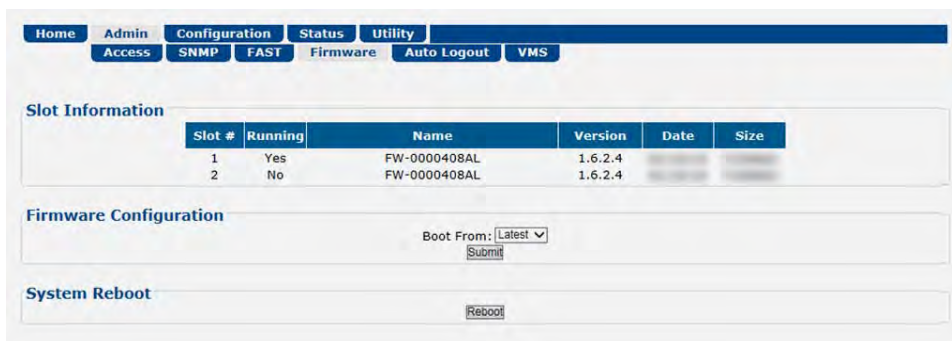 Home Admin Configuration Status Utility
Access SNMP FAST Firmware Auto Logout VMS
Slot Information
Slot # Running Name Version Date Size
1 Yes FW-0000408AL 1.6.2.4
2 No FW-0000408AL 1.6.2.4
Firmware Configuration
Boot From: Latest
Submit
System Reboot
Reboot